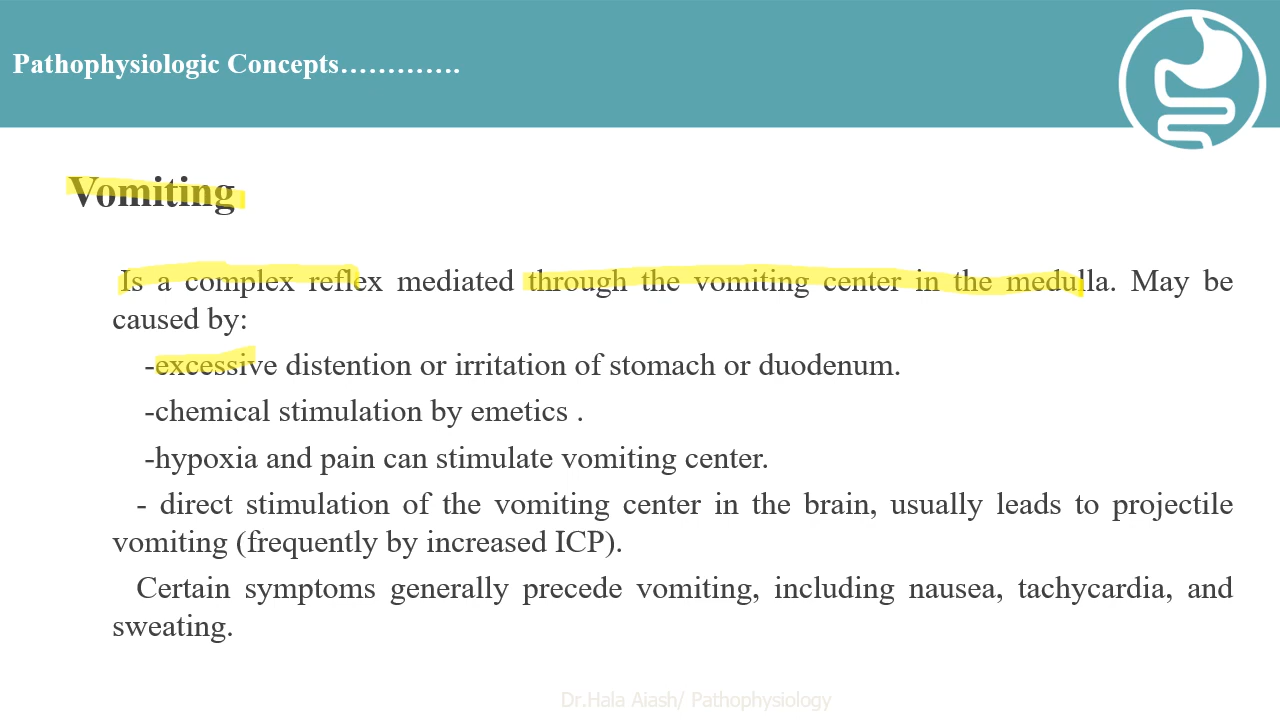 Pathophysiologic Concepts………….
Vomiting
Is a complex reflex mediated through the vomiting center in the medulla. May be
caused by:
-excessive distention or irritation of stomach or duodenum.
-chemical stimulation by emetics .
-hypoxia and pain can stimulate vomiting center.
- direct stimulation of the vomiting center in the brain, usually leads to projectile
vomiting (frequently by increased ICP).
Certain symptoms generally precede vomiting, including nausea, tachycardia, and
sweating.
Dr.Hala Aiash/ Pathophysiology